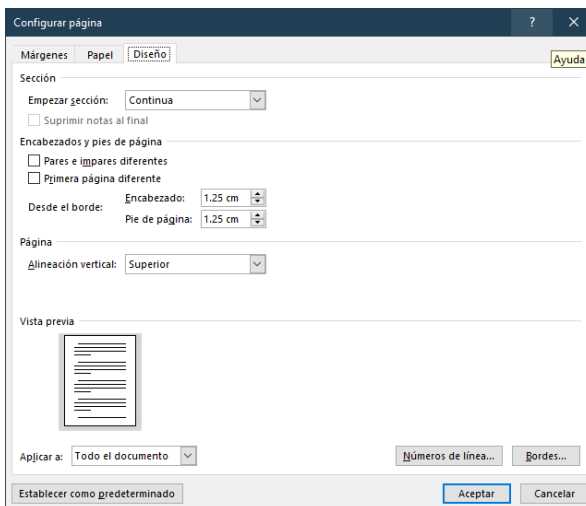 Configurar página ?
Márgenes Papel Diseño
Ayuda
Sección
Empezar sección: Continua
Suprimir notas al final
Encabezados y pies de página
Pares e impares diferentes
Primera página diferente
Desde el borde: Encabezado: 1.25 cm
Pie de página: 1.25 cm
Página
Alineación vertical: Superior
Vista previa
Aplicar a: Todo el documento Números de línea... Bordes...
Establecer como predeterminado Aceptar Cancelar